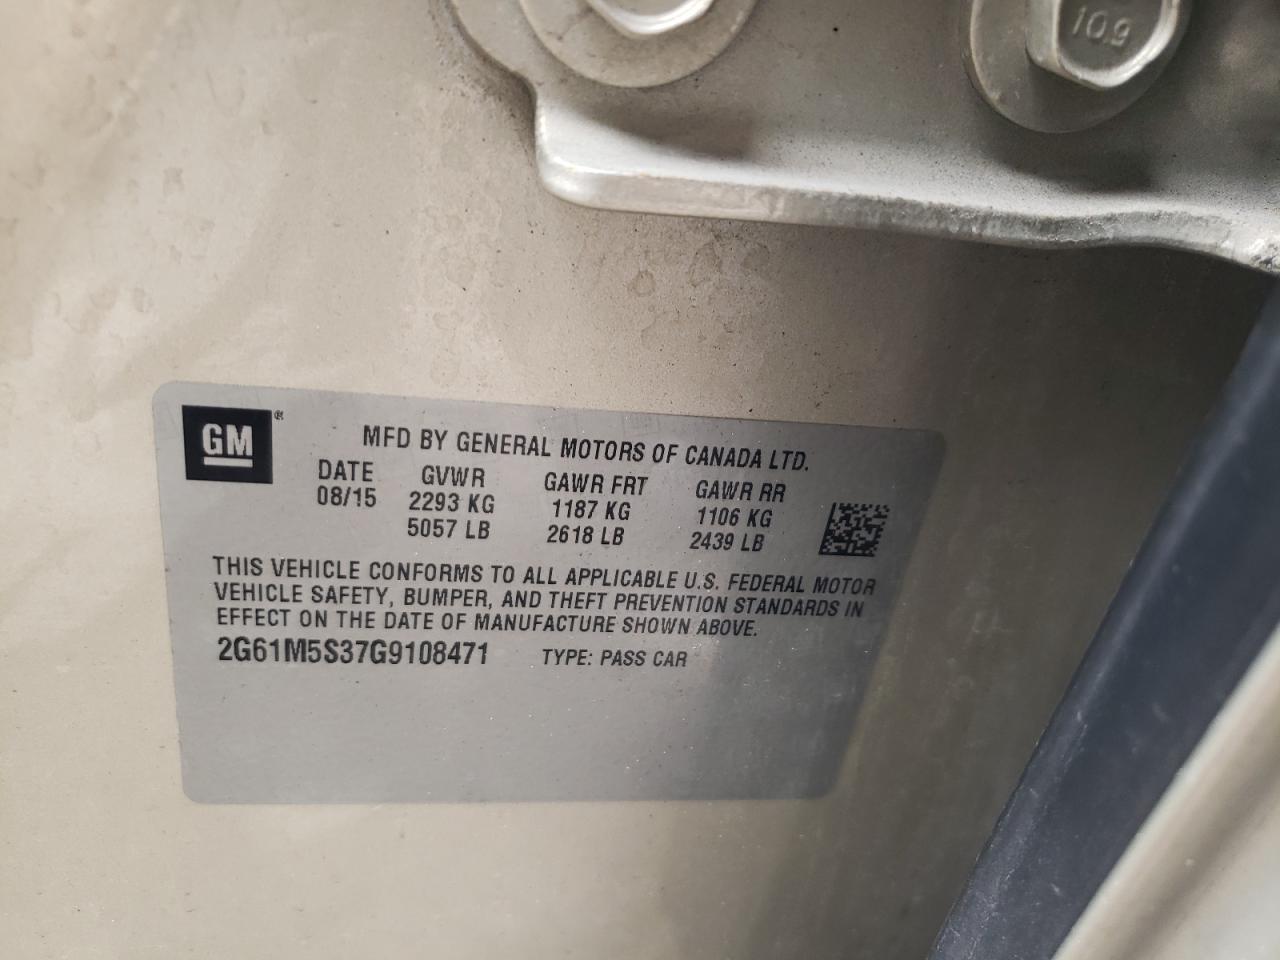 10.9
GM®
MFD BY GENERAL MOTORS OF CANADA LTD.
DATE GVWR GAWR FRT GAWR RR
08/15 2293 KG 1187 KG 1106 KG
5057 LB 2618 LB 2439 LB
THIS VEHICLE CONFORMS TO ALL APPLICABLE U.S. FEDERAL MOTOR
VEHICLE SAFETY, BUMPER, AND THEFT PREVENTION STANDARDS IN
EFFECT ON THE DATE OF MANUFACTURE SHOWN ABOVE.
2G61M5S37G9108471 TYPE: PASS CAR